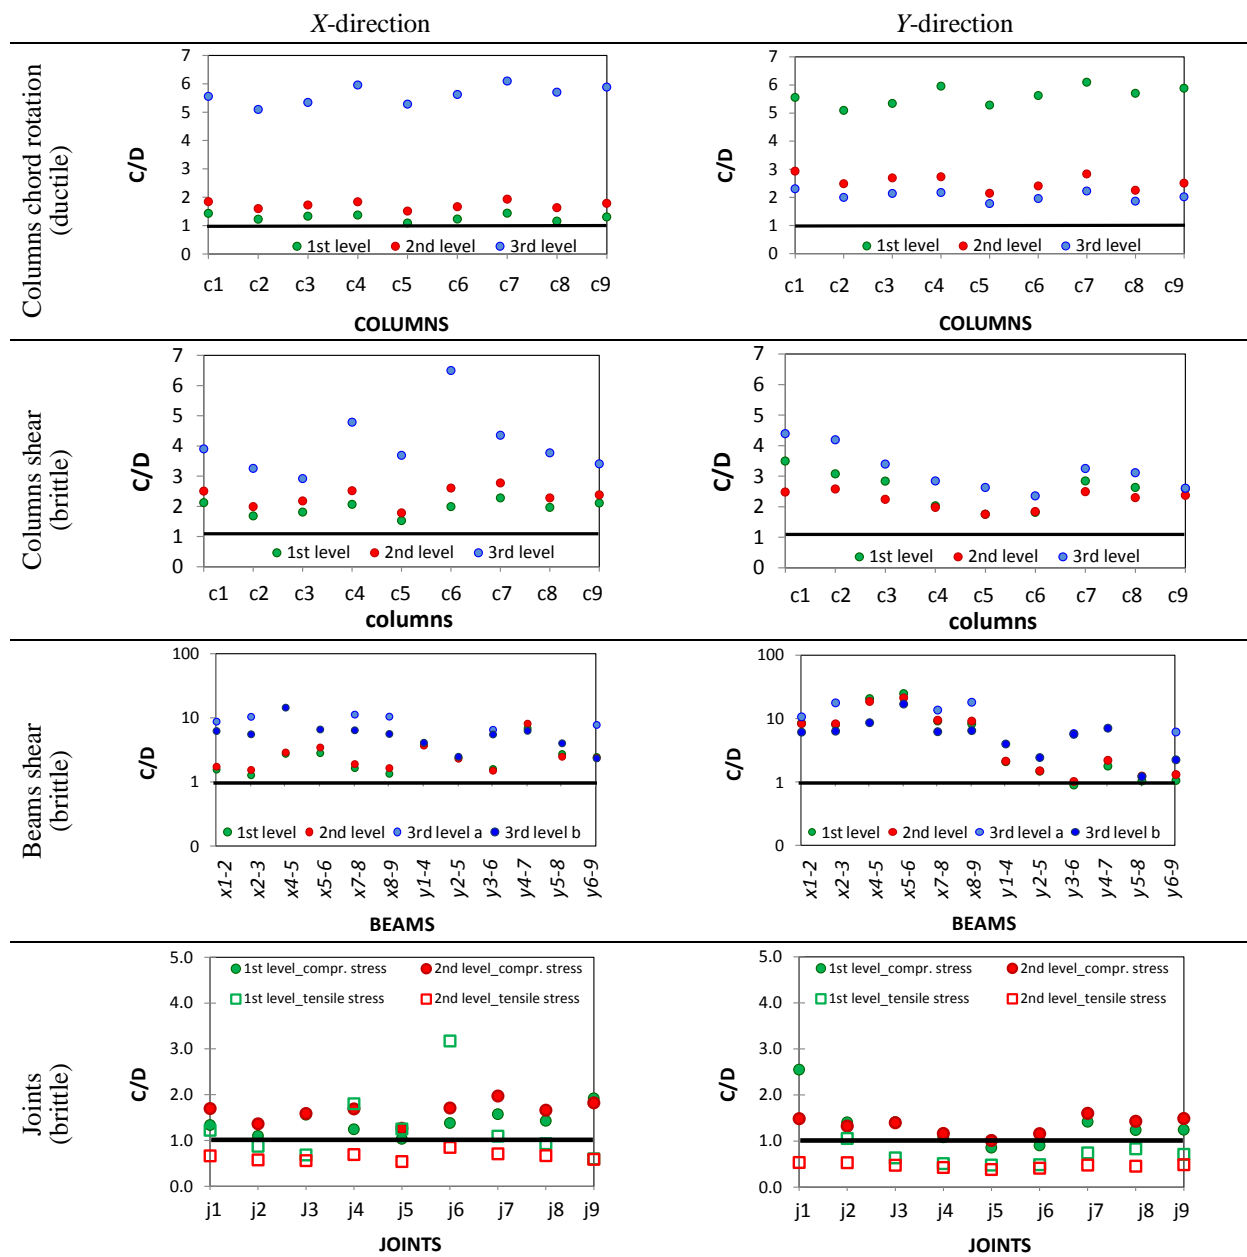 X-direction
Y-direction
Columns chord rotation
(ductile)
7
6
5
4
3
2
1
0
C/D
1st level
2nd level
3rd level
c1
c2
c3
c4
c5
c6
c7
c8
c9
COLUMNS
7
6
5
4
3
2
1
0
C/D
1st level
2nd level
3rd level
c1
c2
c3
c4
c5
c6
c7
c8
c9
COLUMNS
Columns shear
(brittle)
7
6
5
4
3
2
1
0
C/D
1st level
2nd level
3rd level
c1
c2
c3
c4
c5
c6
c7
c8
c9
columns
7
6
5
4
3
2
1
0
C/D
1st level
2nd level
3rd level
c1
c2
c3
c4
c5
c6
c7
c8
c9
columns
Beams shear
(brittle)
100
10
1
0
C/D
1st level
2nd level
3rd level a
3rd level b
x1-2
x2-3
x4-5
x5-6
x7-8
x8-9
y1-4
y2-5
y3-6
y4-7
y5-8
y6-9
BEAMS
100
10
1
0
C/D
1st level
2nd level
3rd level a
3rd level b
x1-2
x2-3
x4-5
x5-6
x7-8
x8-9
y1-4
y2-5
y3-6
y4-7
y5-8
y6-9
BEAMS
Joints
(brittle)
5.0
4.0
3.0
2.0
1.0
0.0
C/D
1st level_compr. stress
2nd level_compr. stress
1st level_tensile stress
2nd level_tensile stress
j1
j2
J3
j4
j5
j6
j7
j8
j9
JOINTS
5.0
4.0
3.0
2.0
1.0
0.0
C/D
1st level_compr. stress
2nd level_compr. stress
1st level_tensile stress
2nd level_tensile stress
j1
j2
J3
j4
j5
j6
j7
j8
j9
JOINTS